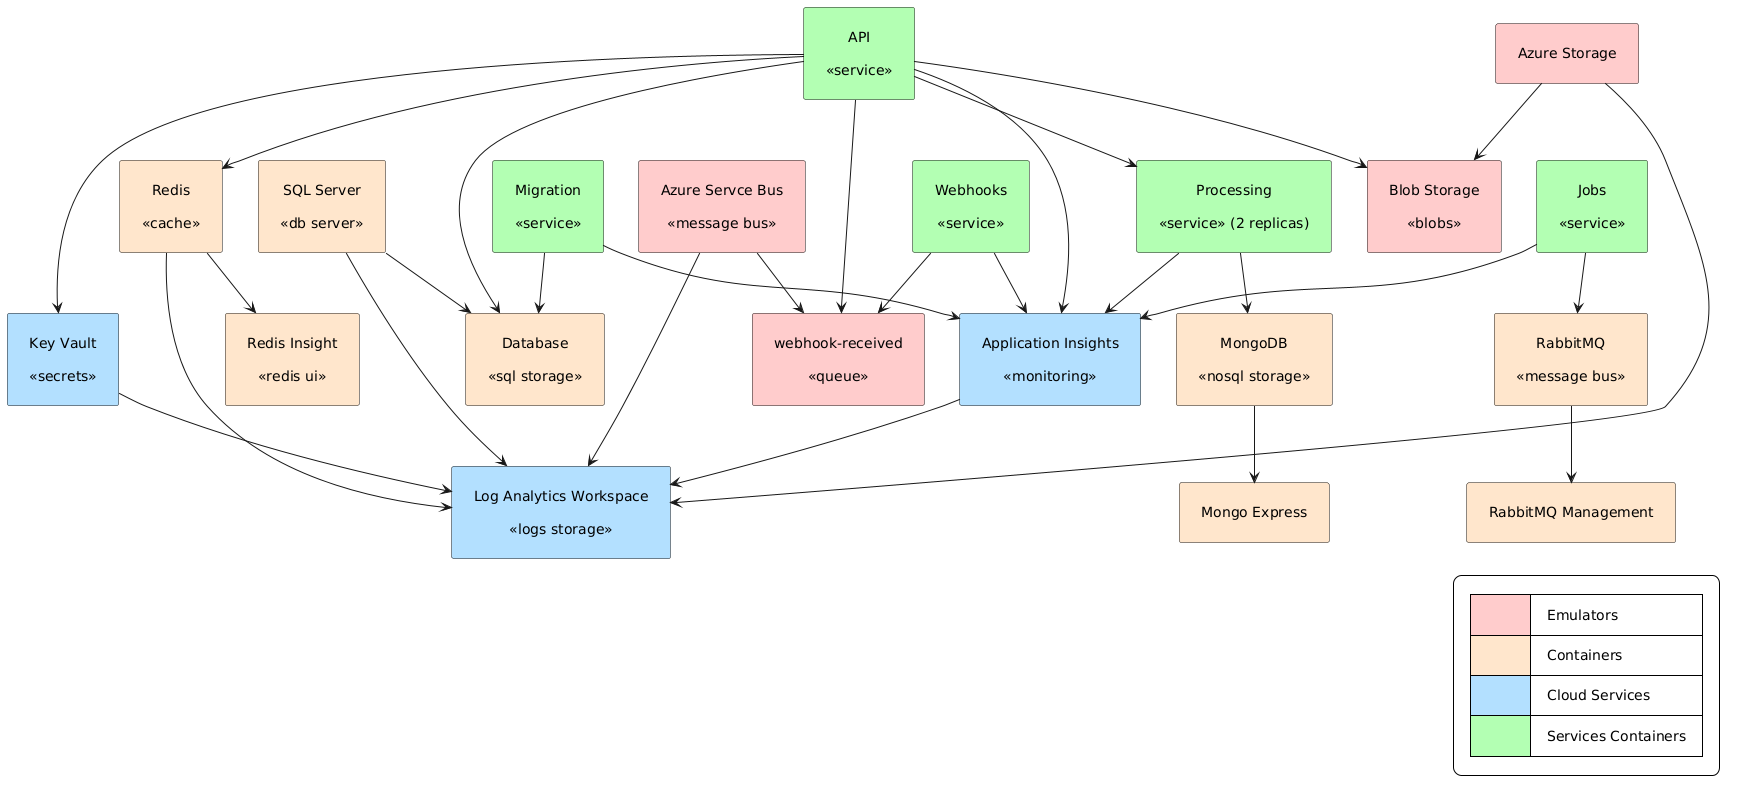 API
«service»
Azure Storage
Redis
«cache»
SQL Server
«db server»
Migration
«service»
Azure Servce Bus
«message bus»
Webhooks
«service»
Processing
«service» (2 replicas)
Blob Storage
«blobs»
Jobs
«service»
Key Vault
«secrets»
Redis Insight
«redis ui»
Database
«sql storage»
webhook-received
«queue»
Application Insights
«monitoring»
MongoDB
«nosql storage»
RabbitMQ
«message bus»
Log Analytics Workspace
«logs storage»
Mongo Express
RabbitMQ Management
Emulators
Containers
Cloud Services
Services Containers